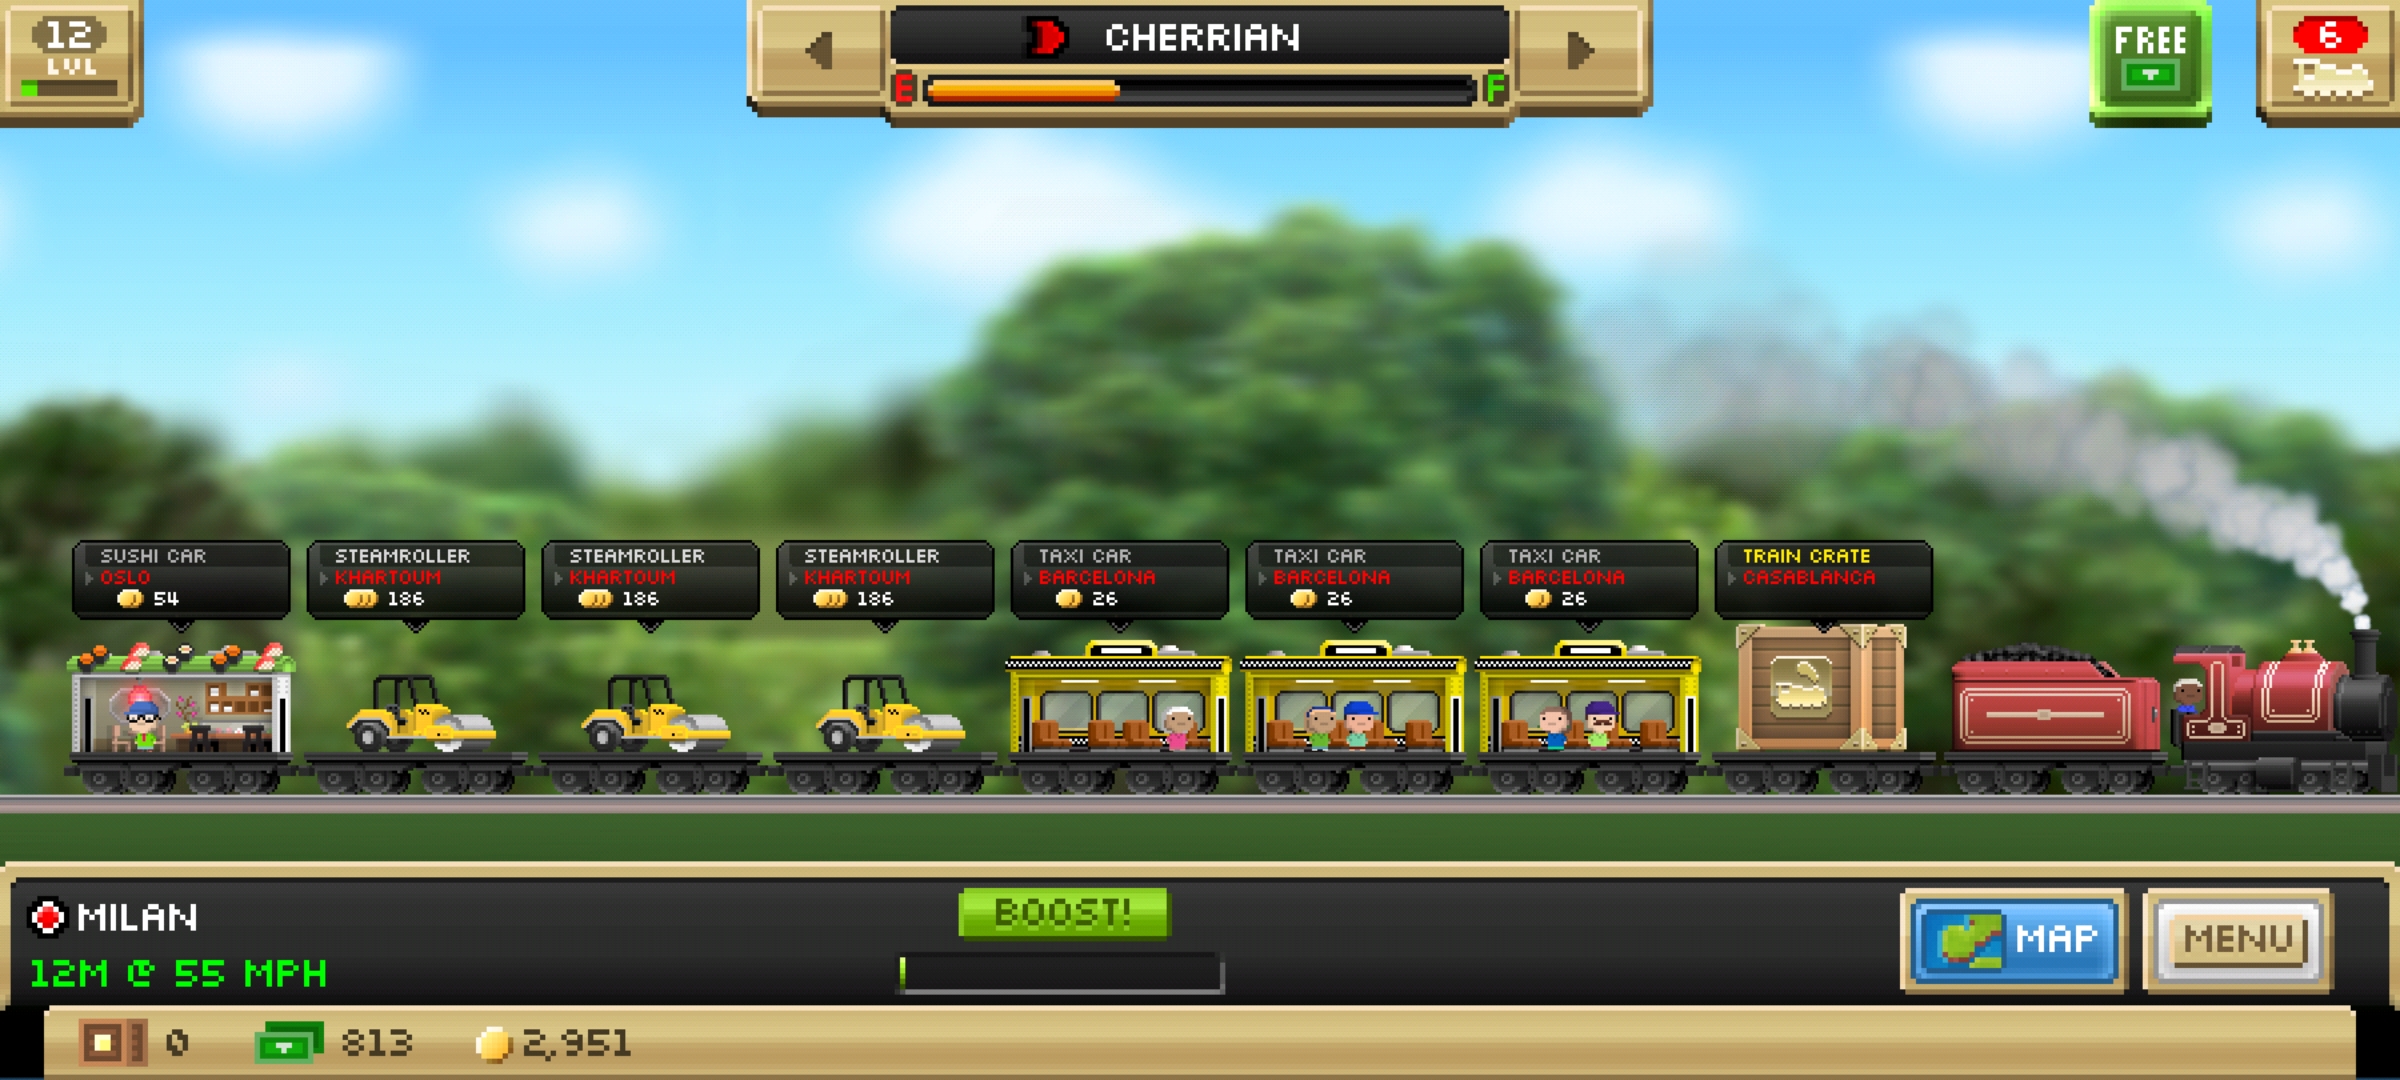 12
LVL
CHERRIAN
E F
FREE
6
SUSHI CAR
OSLO
54
STEAMROLLER
KHARTOUM
186
STEAMROLLER
KHARTOUM
186
STEAMROLLER
KHARTOUM
186
TAXI CAR
BARCELONA
26
TAXI CAR
BARCELONA
26
TAXI CAR
BARCELONA
26
TRAIN CRATE
CASABLANCA
MILAN
12M @ 55 MPH
BOOST!
MAP
MENU
0 813 2,951